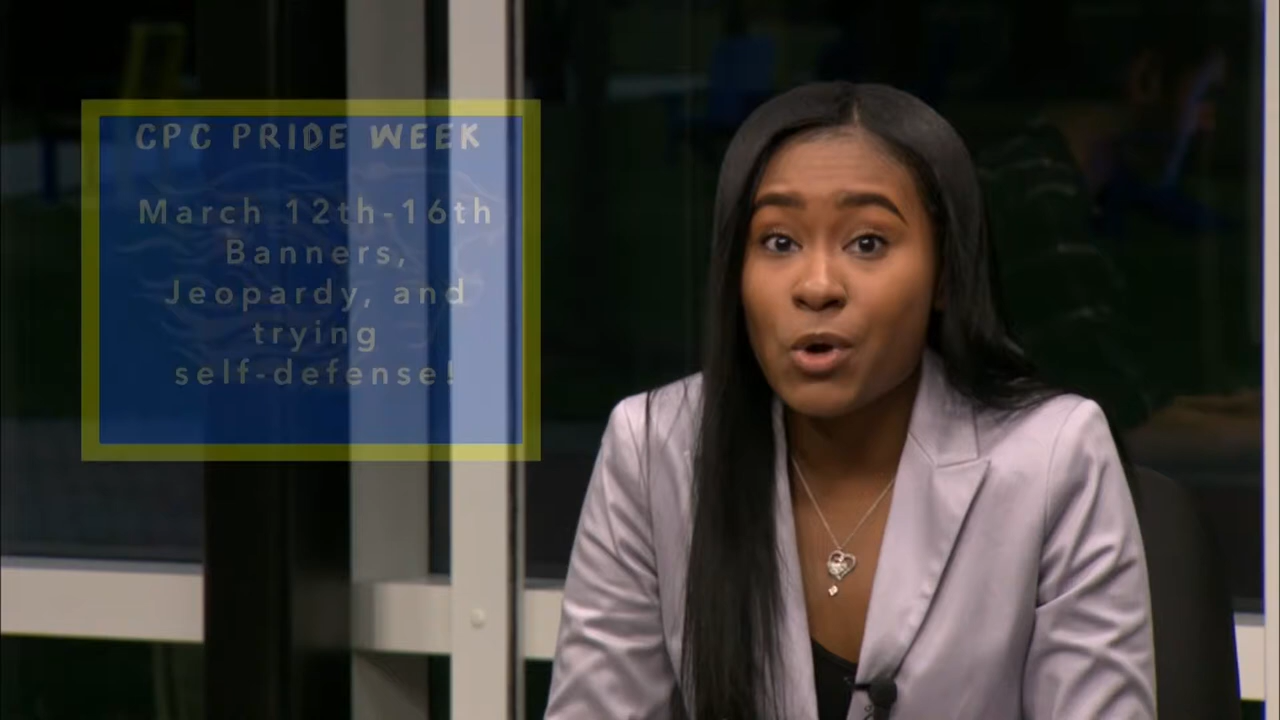 CPC PRIDE WEEK
March 12th-16th
Banners,
Jeopardy, and
trying
self-defense!